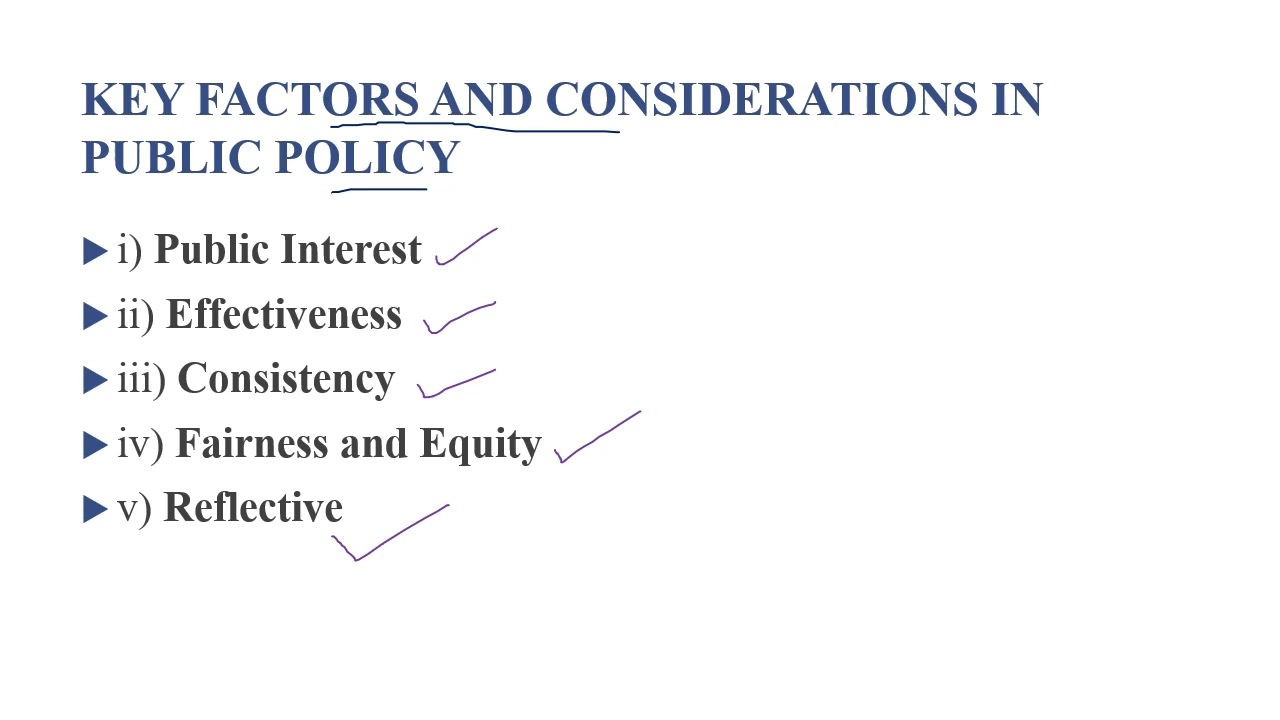 KEY FACTORS AND CONSIDERATIONS IN
PUBLIC POLICY
i) Public Interest
ii) Effectiveness
iii) Consistency
iv) Fairness and Equity
v) Reflective